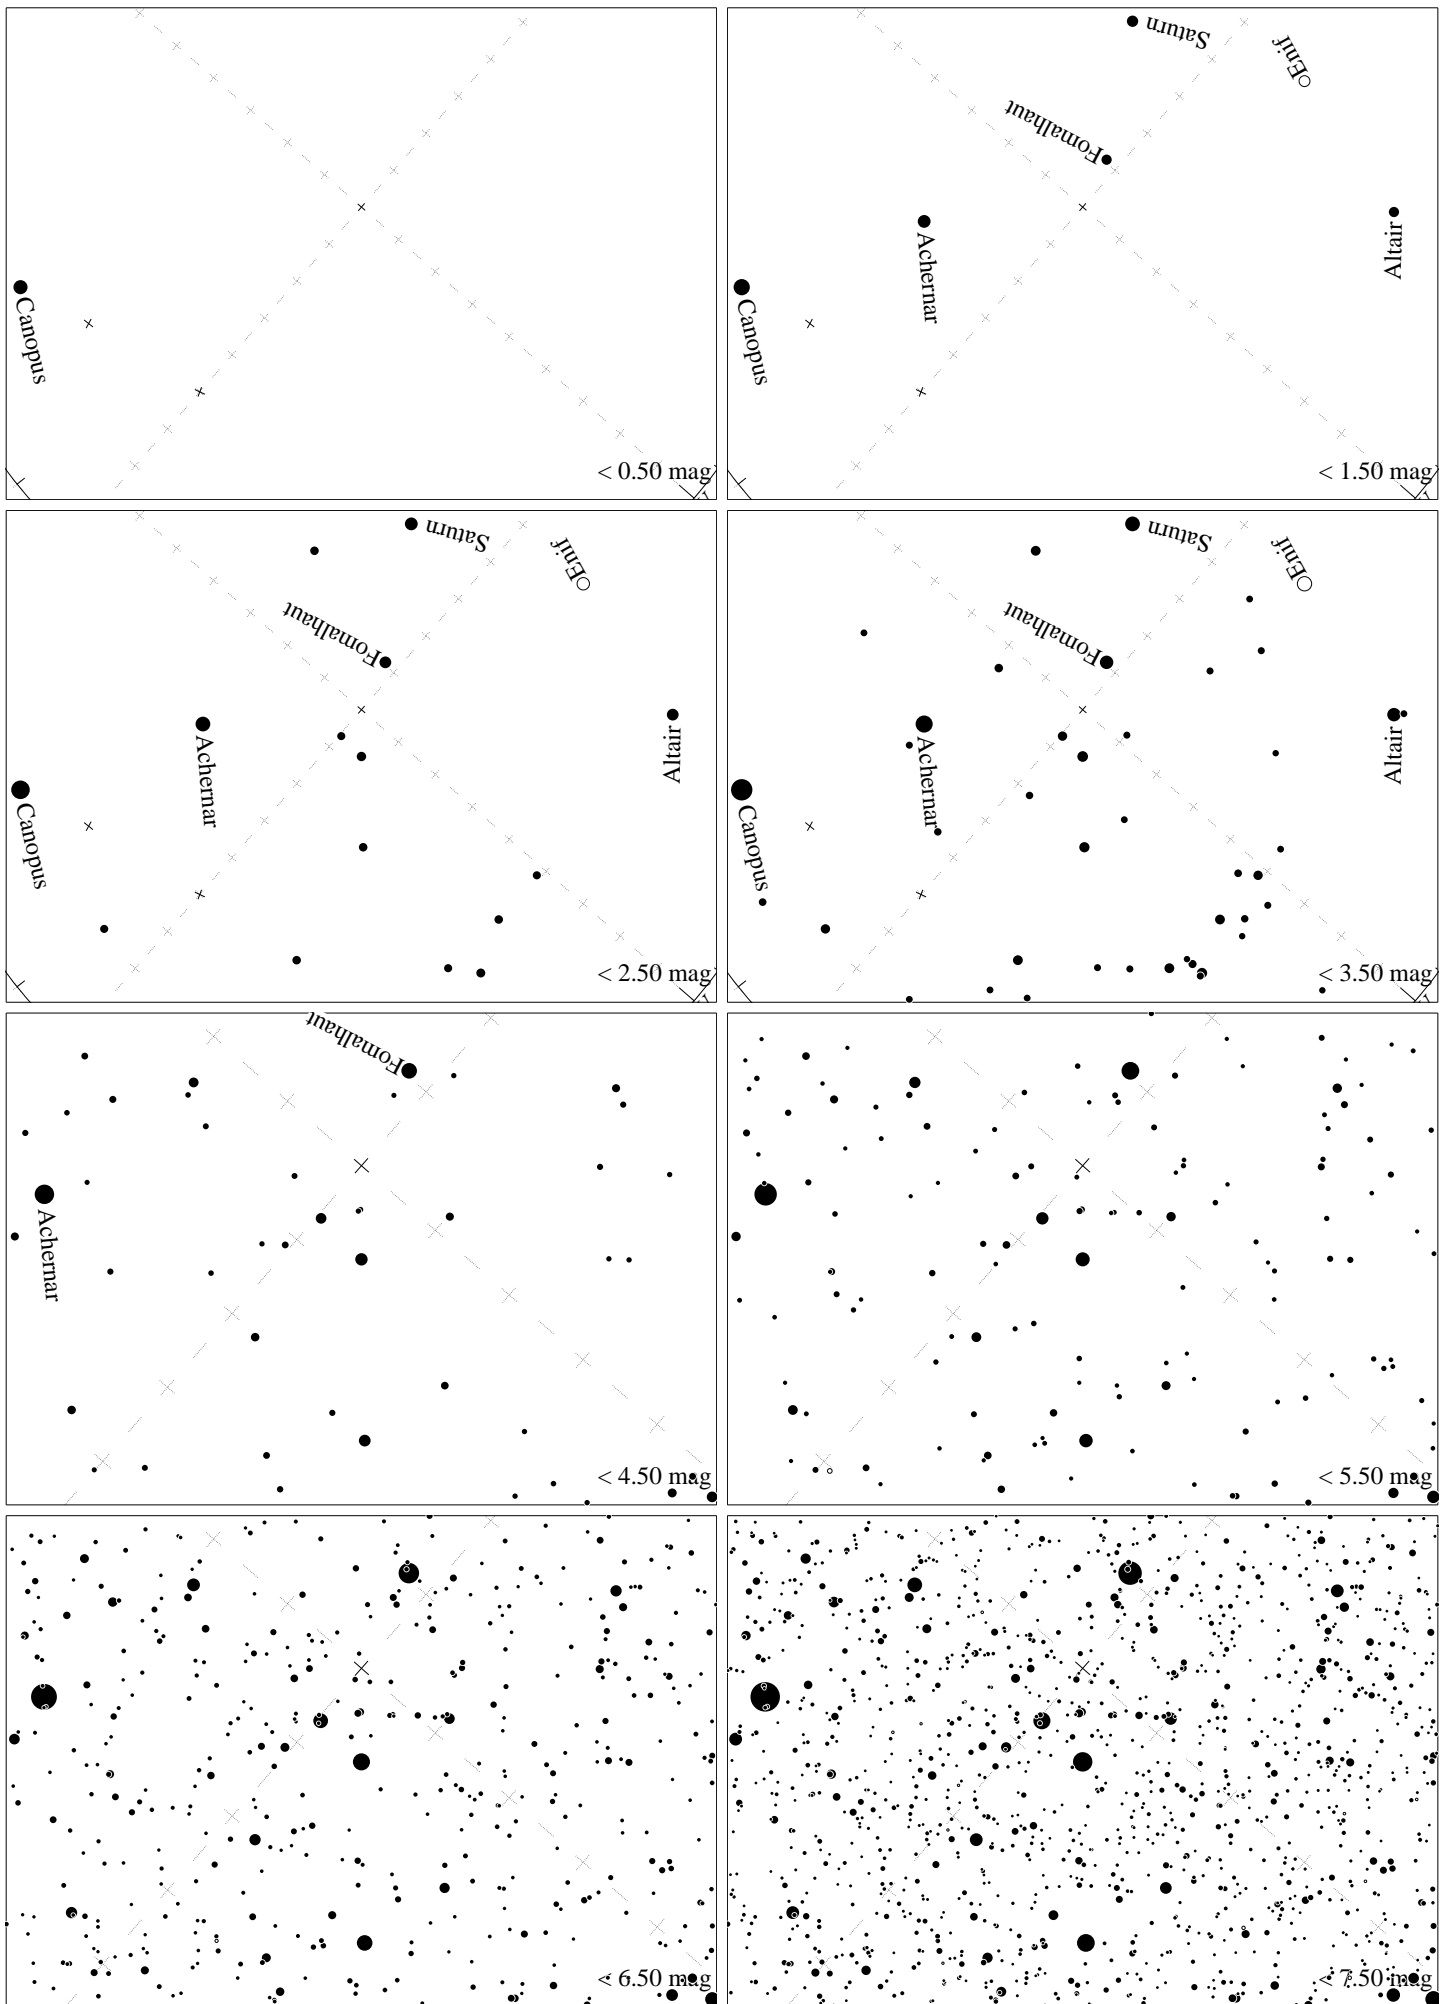 Canopus
< 0.50 mag
Saturn
Enif
Fomalhaut
Achernar
Altair
Canopus
< 1.50 mag
Saturn
Enif
Fomalhaut
Achernar
Altair
Canopus
< 2.50 mag
Saturn
Enif
Fomalhaut
Achernar
Altair
Canopus
< 3.50 mag
Fomalhaut
Achernar
< 4.50 mag
< 5.50 mag
< 6.50 mag
< 7.50 mag